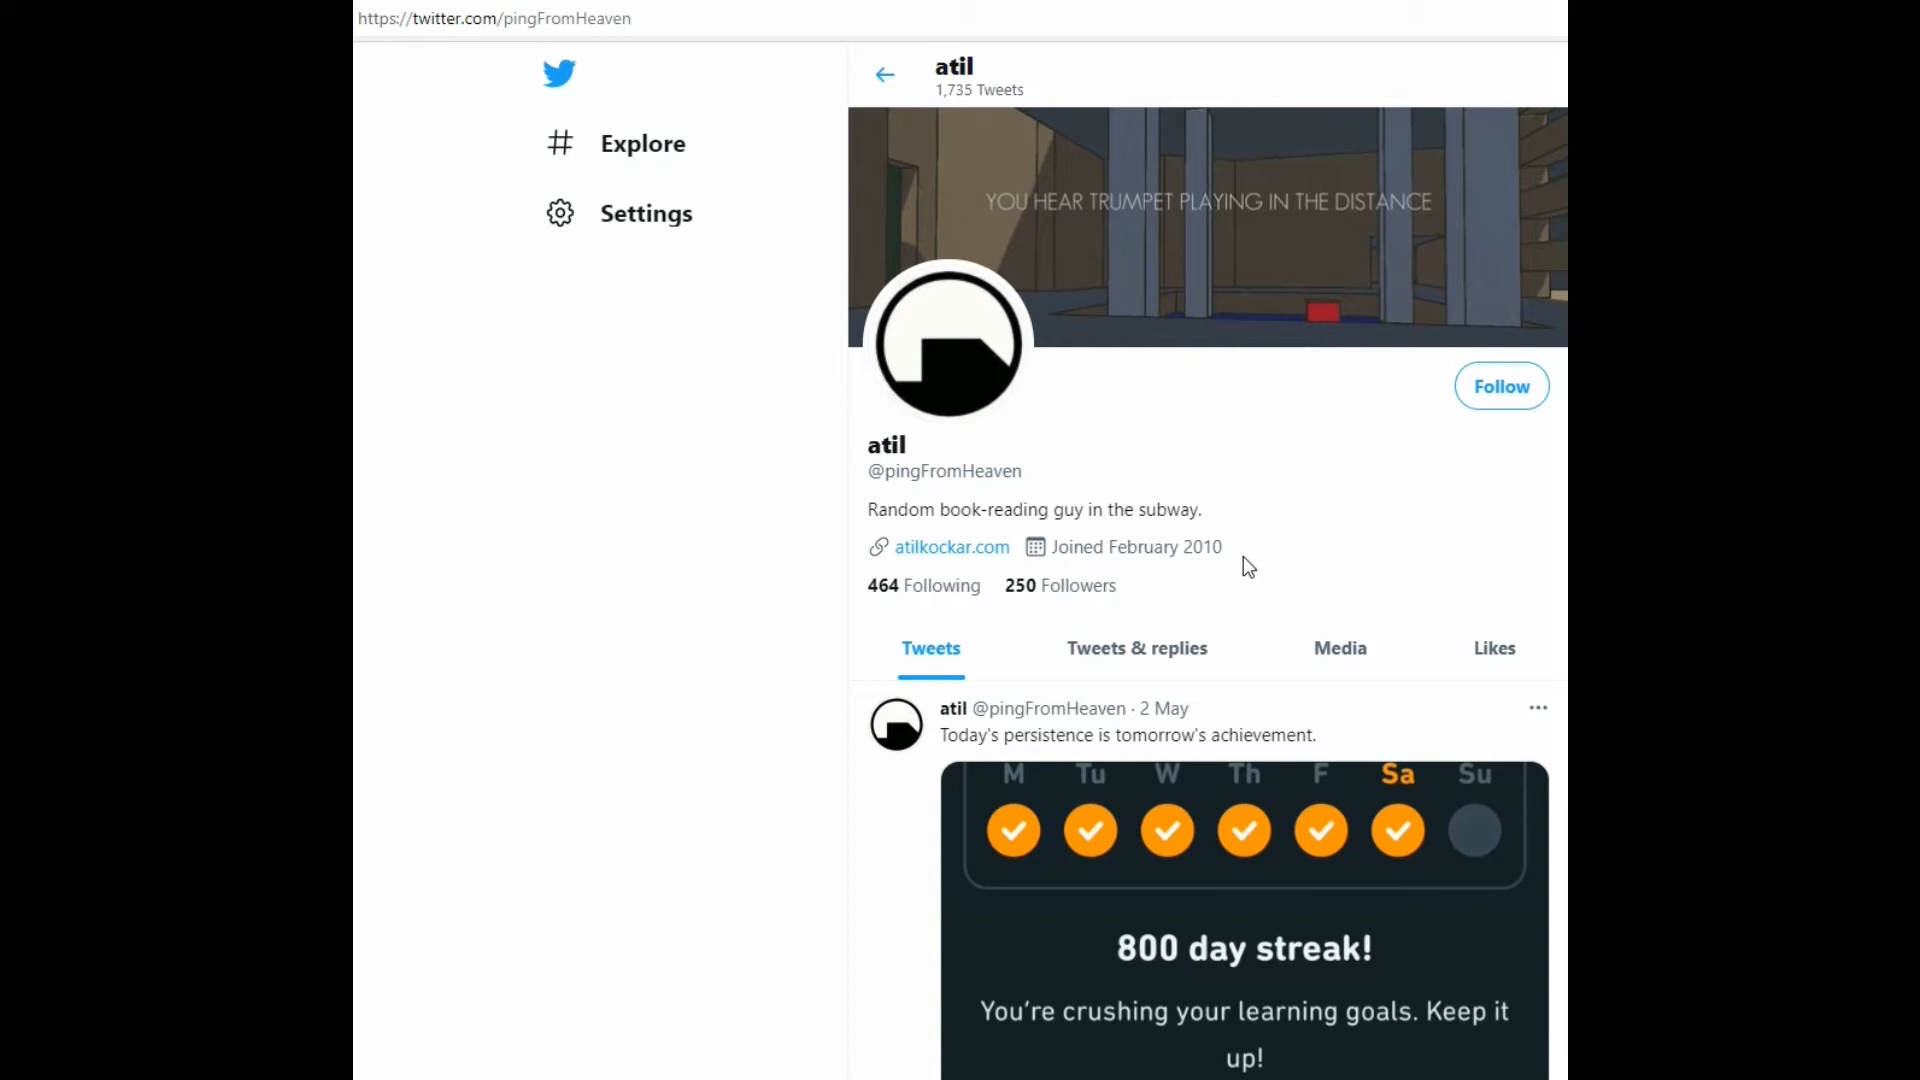 https://twitter.com/pingFromHeaven
atil
1,735 Tweets
Explore
Settings
YOU HEAR TRUMPET PLAYING IN THE DISTANCE
Follow
atil
@pingFromHeaven
Random book-reading guy in the subway.
atilkockar.com Joined February 2010
464 Following 250 Followers
Tweets Tweets & replies Media Likes
atil @pingFromHeaven · 2 May
Today's persistence is tomorrow's achievement.
M Tu W Th F Sa Su
800 day streak!
You're crushing your learning goals. Keep it
up!